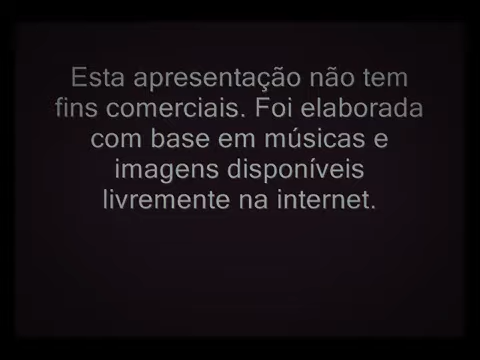 Esta apresentação não tem
fins comerciais. Foi elaborada
com base em músicas e
imagens disponíveis
livremente na internet.